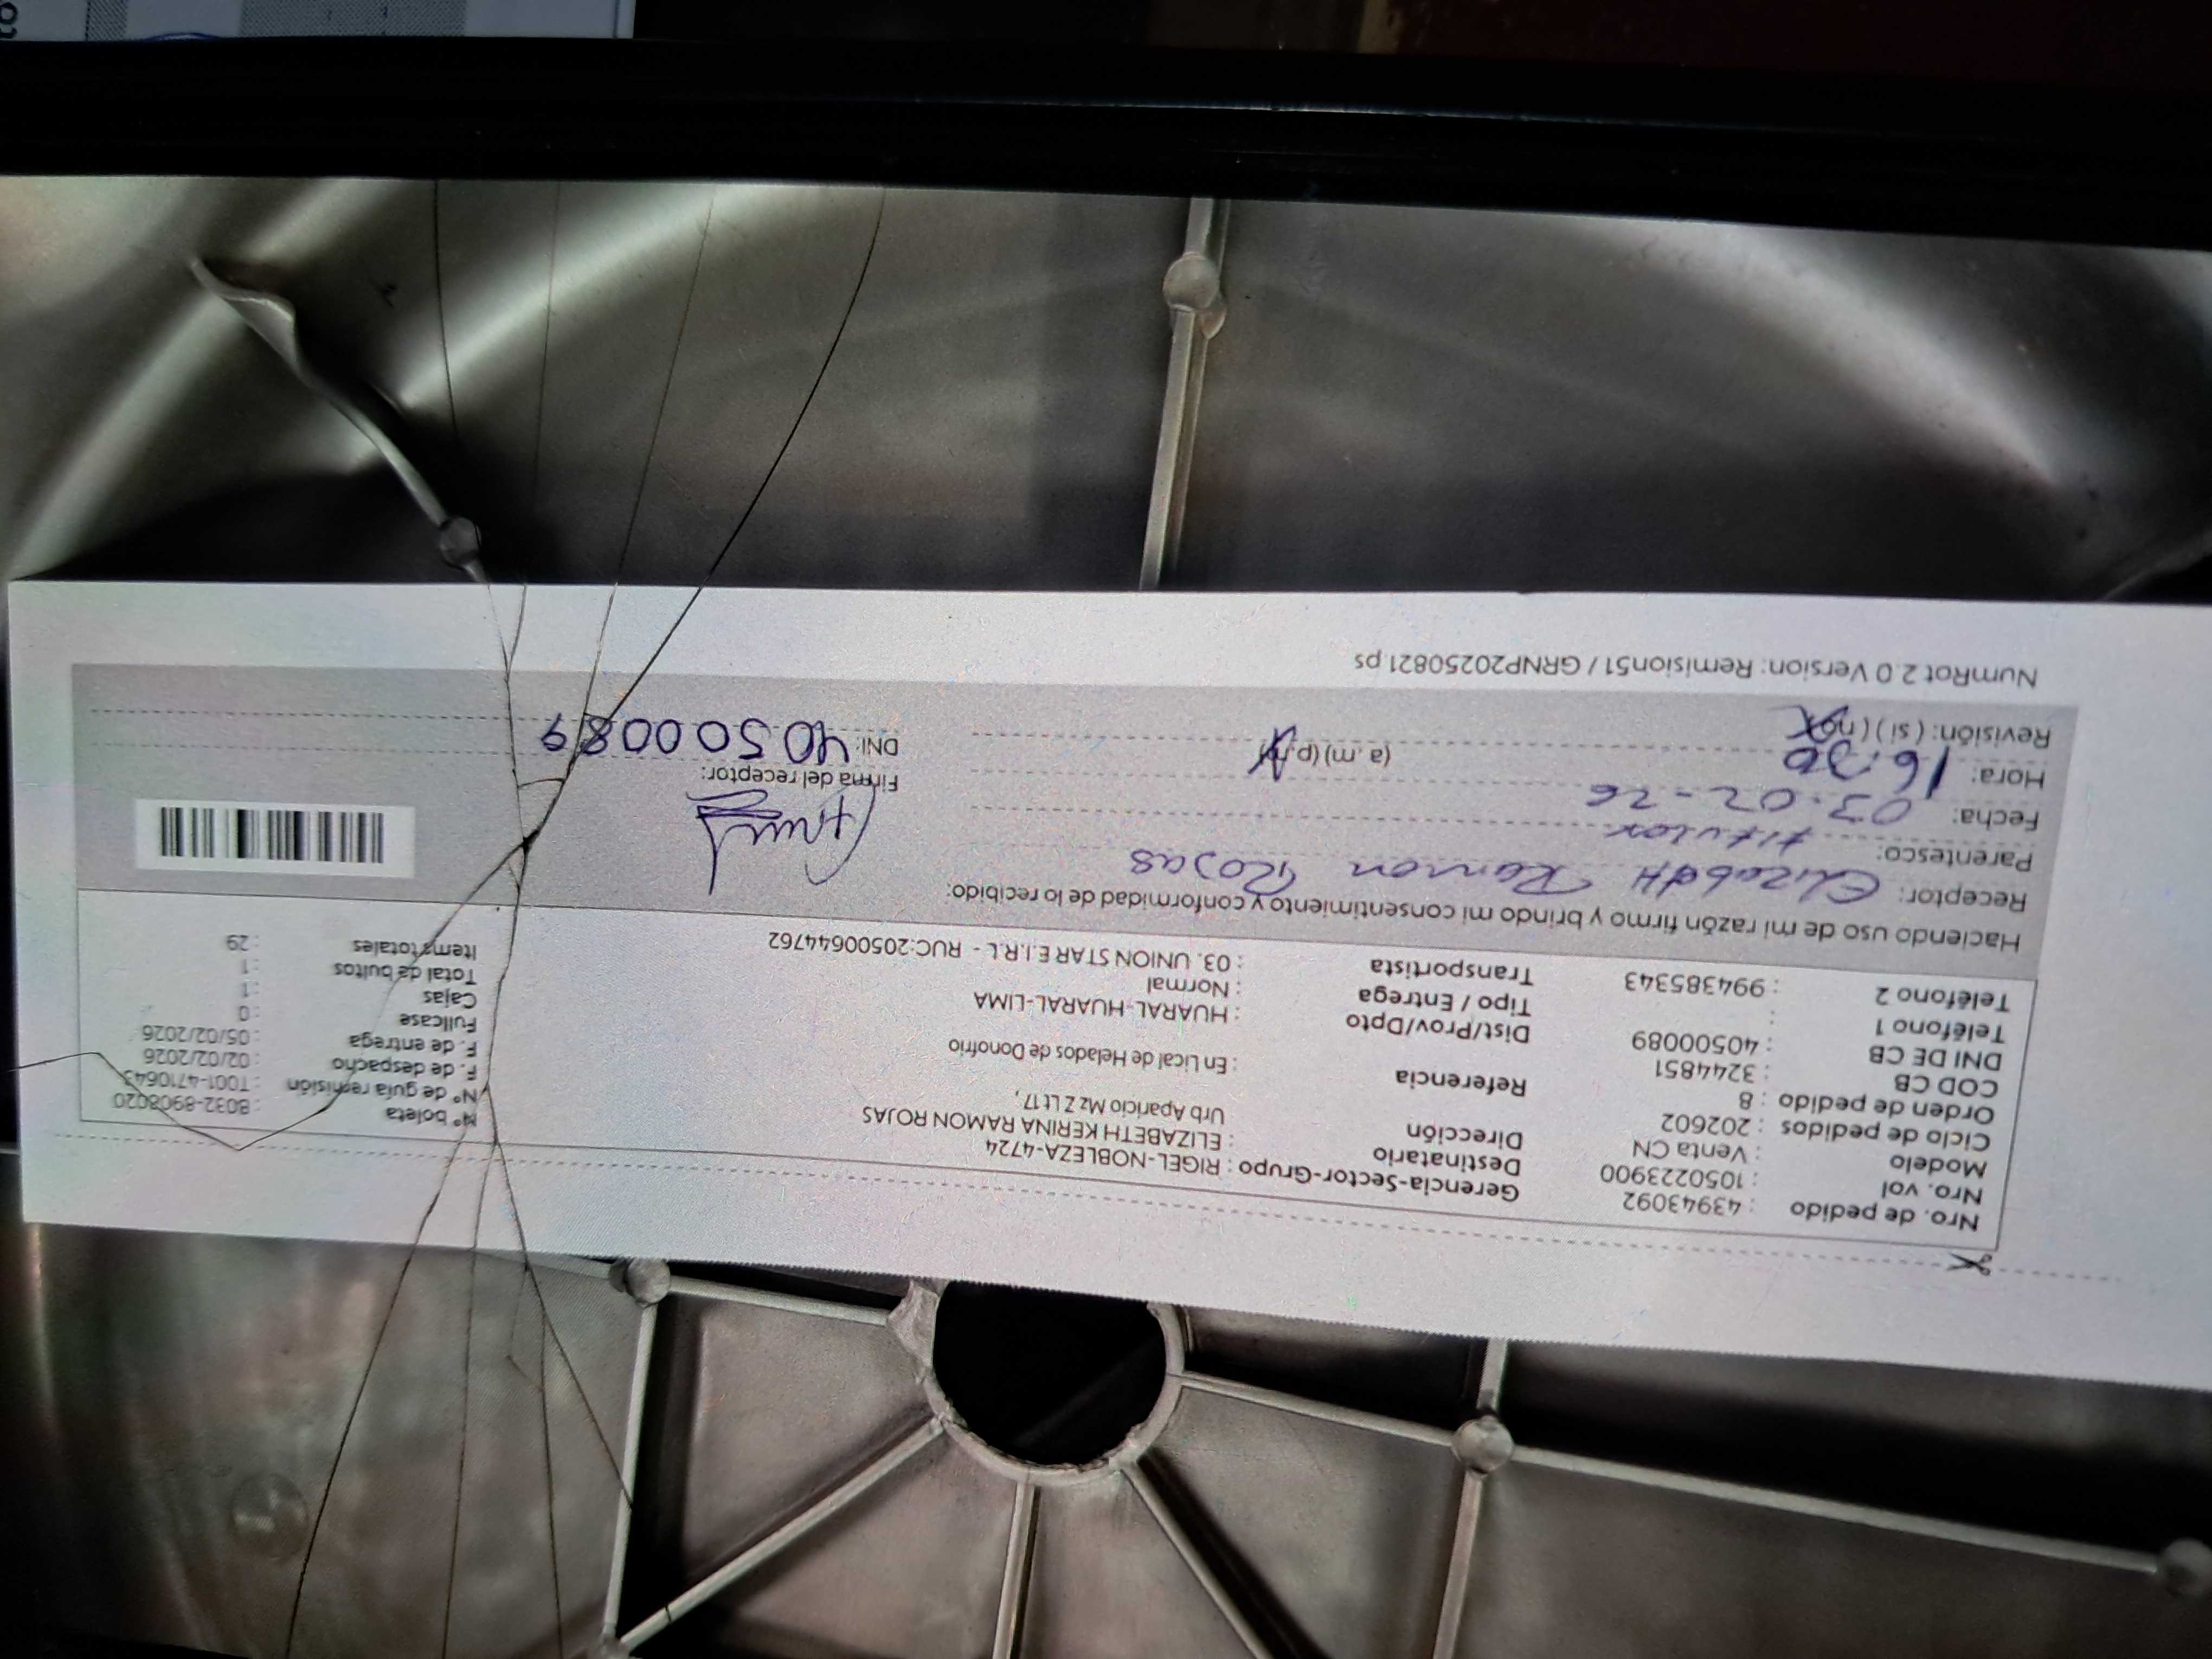 Nro. de pedido : 43943092
Nro. vol : 1050223900
Modelo : Venta CN
Ciclo de pedidos : 202602
Orden de pedido : 8
COD CB : 3244851
DNI DE CB : 40500089
Teléfono 1 :
Teléfono 2 : 994385343
Gerencia-Sector-Grupo : RIGEL-NOBLEZA-4724
Destinatario : ELIZABETH KERINA RAMON ROJAS
Dirección Urb Aparicio Mz Z Lt 17,
Referencia : En Lical de Helados de Donofrio
Dist/Prov/Dpto : HUARAL-HUARAL-LIMA
Tipo / Entrega : Normal
Transportista : 03. UNION STAR E.I.R.L - RUC:20500644762
Nº boleta : B032-8908020
Nº de guía remisión : T001-4710643
F. de despacho : 02/02/2026
F. de entrega : 05/02/2026
Fullcase : 0
Cajas : 1
Total de bultos : 1
Items totales : 29
Haciendo uso de mi razón firmo y brindo mi consentimiento y conformidad de lo recibido:
Receptor: Elizabeth Ramon Rojas
Parentesco: titular
Fecha: 03-02-26
Hora: 16:30 (a. m) (p.m)
Revisión: ( si ) ( no )
Firma del receptor:
DNI: 40500089
NumRot 2.0 Version: Remision51 / GRNP20250821.ps